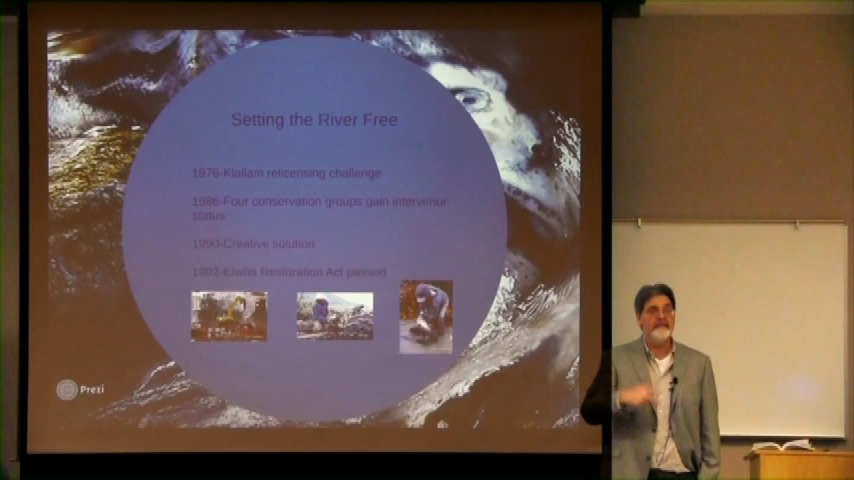 Setting the River Free
1976-Klallam relicensing challenge
1986-Four conservation groups gain intervenor
status
1990-Creative solution
1992-Elwha Restoration Act passed
Prezi